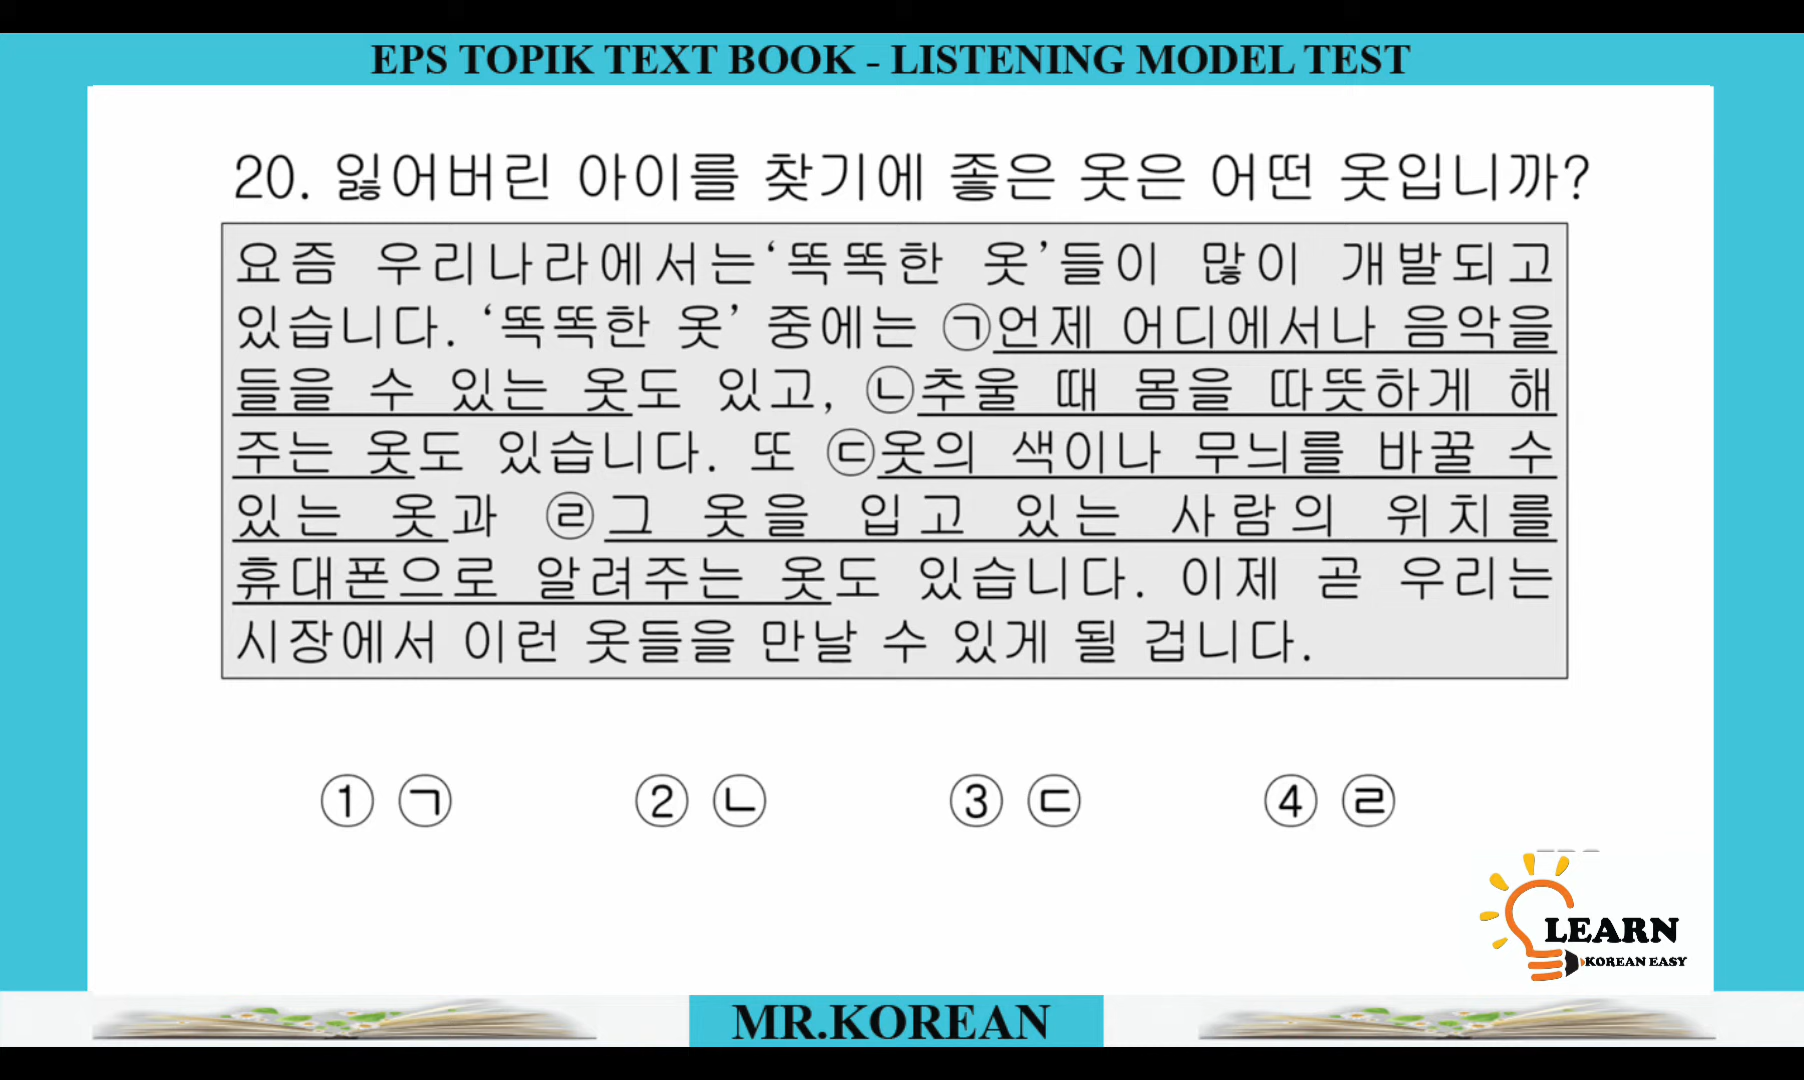 EPS TOPIK TEXT BOOK - LISTENING MODEL TEST
20. 잃어버린 아이를 찾기에 좋은 옷은 어떤 옷입니까?
요즘 우리나라에서는 ‘똑똑한 옷’들이 많이 개발되고
있습니다. ‘똑똑한 옷’ 중에는 ㉠언제 어디에서나 음악을
들을 수 있는 옷도 있고, ㉡추울 때 몸을 따뜻하게 해
주는 옷도 있습니다. 또 ㉢옷의 색이나 무늬를 바꿀 수
있는 옷과 ㉣그 옷을 입고 있는 사람의 위치를
휴대폰으로 알려주는 옷도 있습니다. 이제 곧 우리는
시장에서 이런 옷들을 만날 수 있게 될 겁니다.
① ㉠ ② ㉡ ③ ㉢ ④ ㉣
LEARN
KOREAN EASY
MR.KOREAN